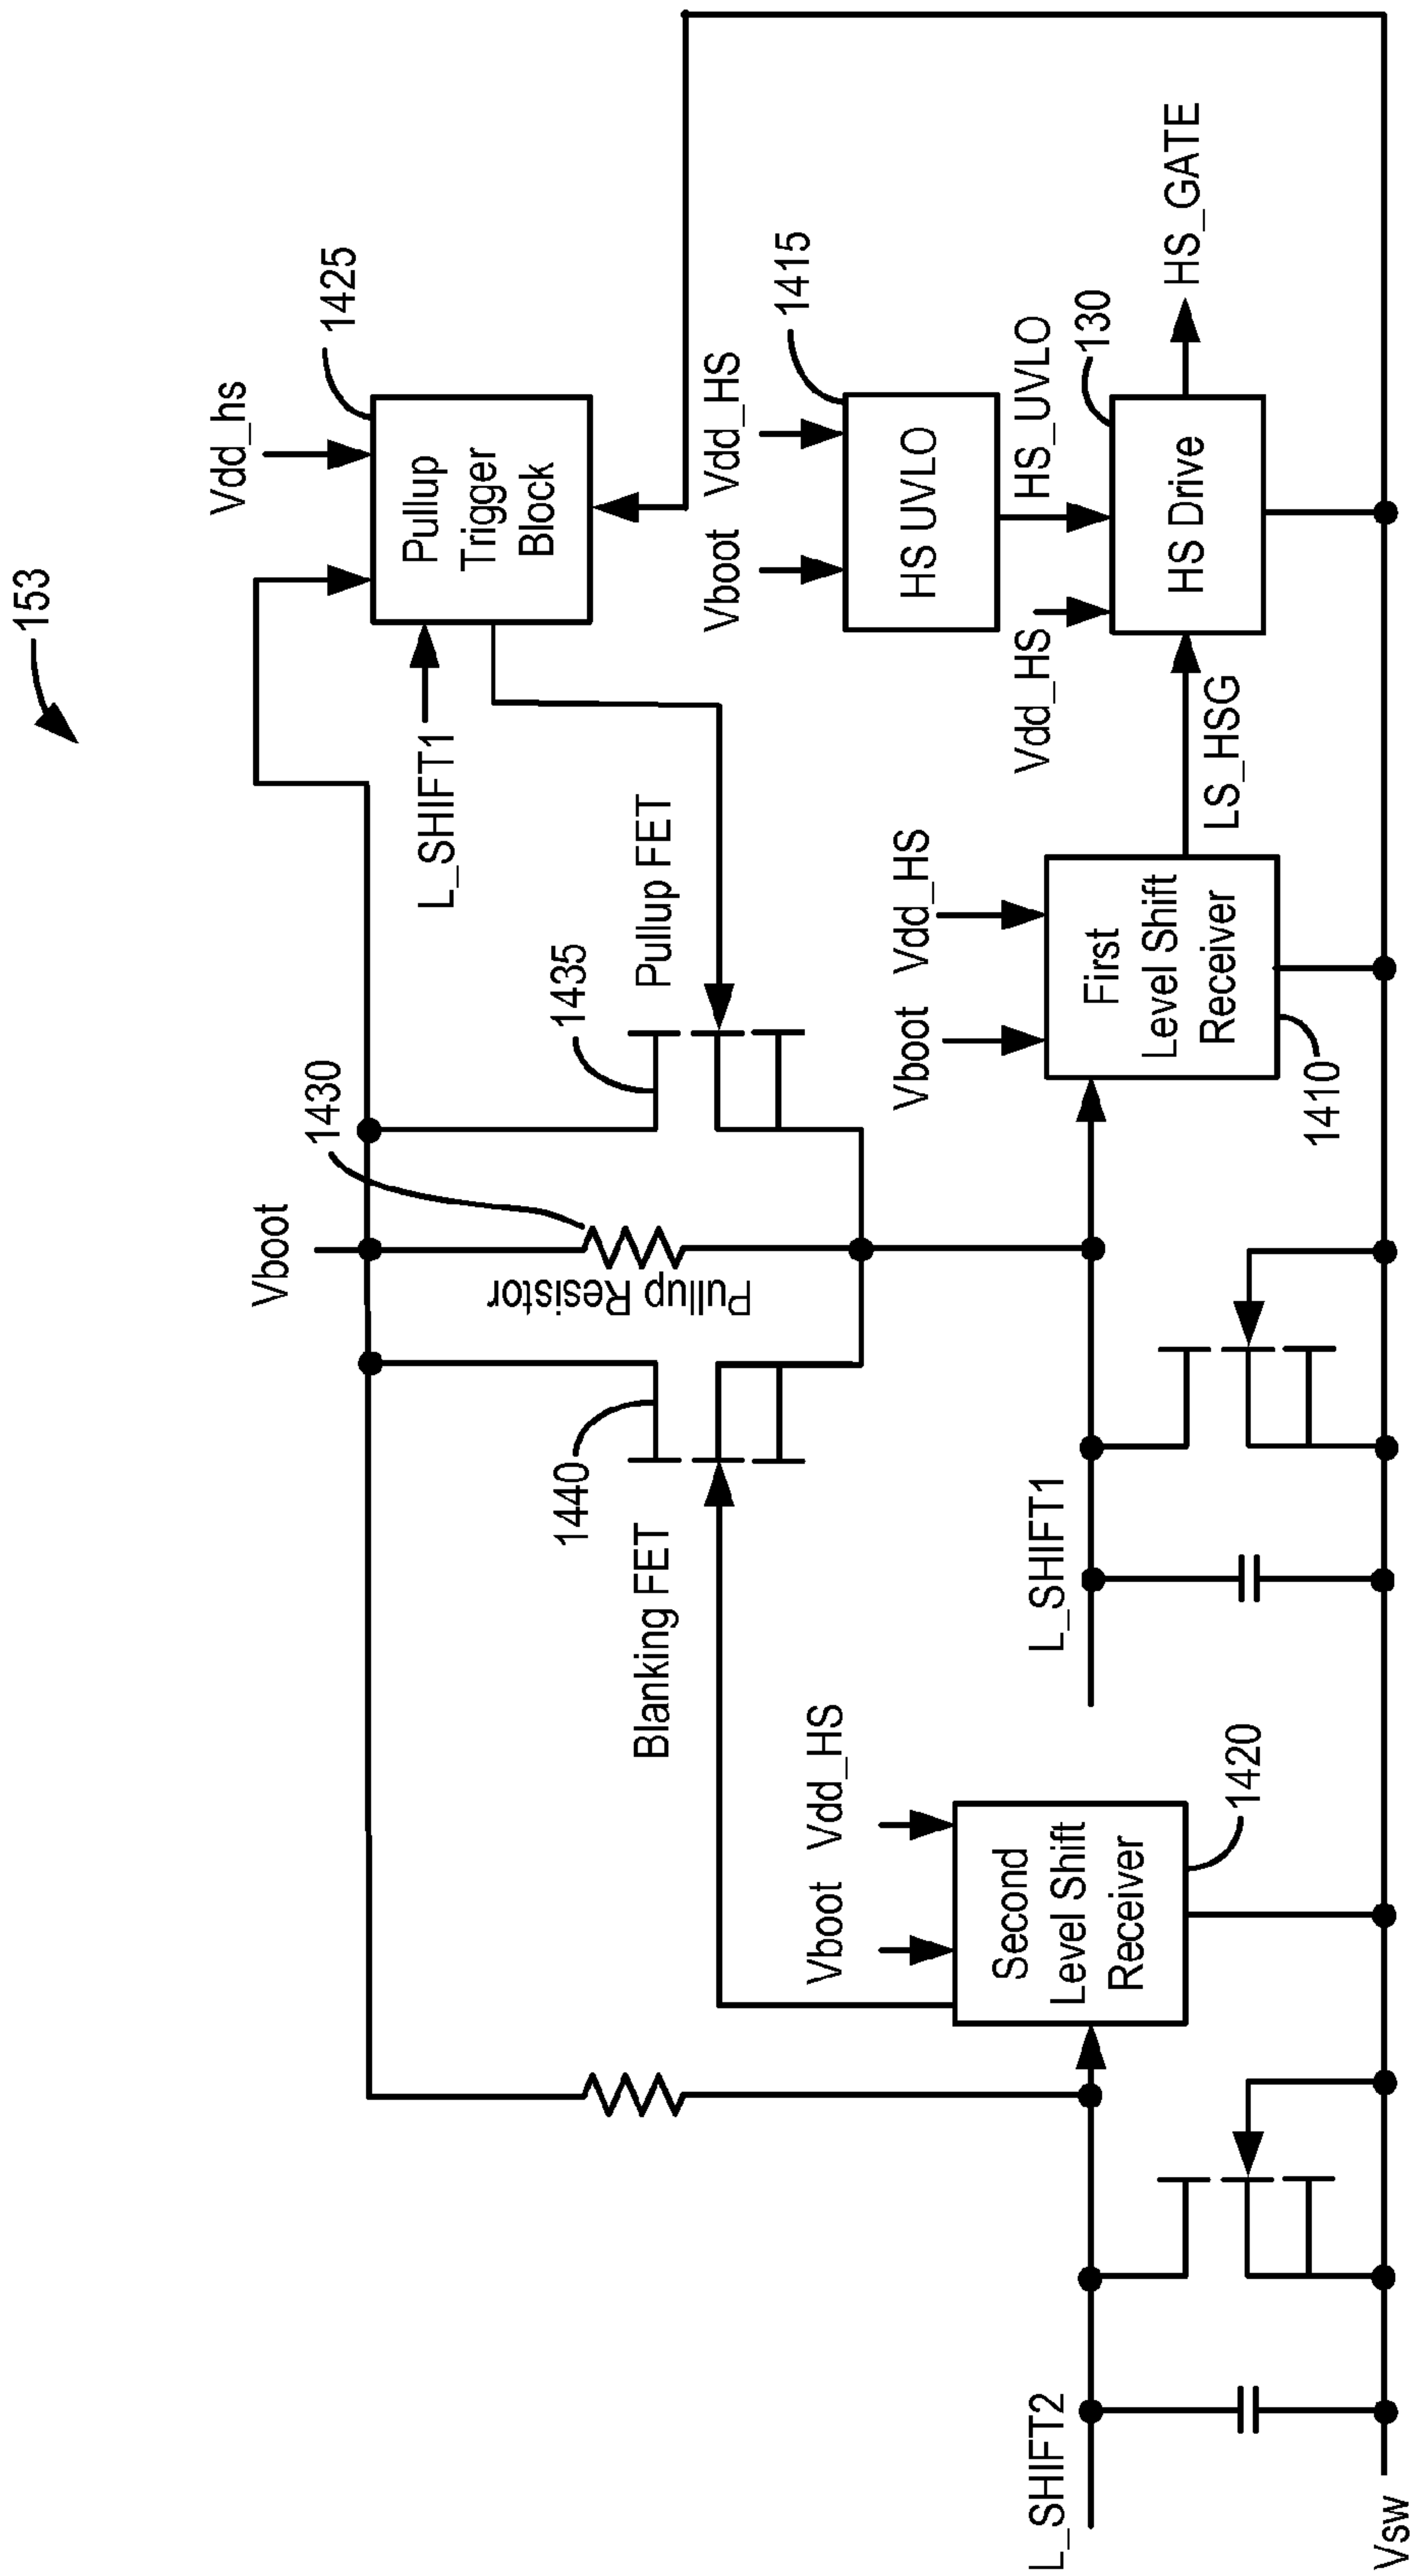 153
Vdd_hs
1425
Pullup
Trigger
Block
L_SHIFT1
Vboot
1430
Pullup Resistor
1435
Pullup FET
1440
Blanking FET
Vboot
Vdd_HS
1415
HS UVLO
HS_UVLO
Vdd_HS
130
HS Drive
HS_GATE
LS_HSG
Vboot
Vdd_HS
First
Level Shift
Receiver
1410
L_SHIFT1
Vboot
Vdd_HS
Second
Level Shift
Receiver
1420
L_SHIFT2
Vsw